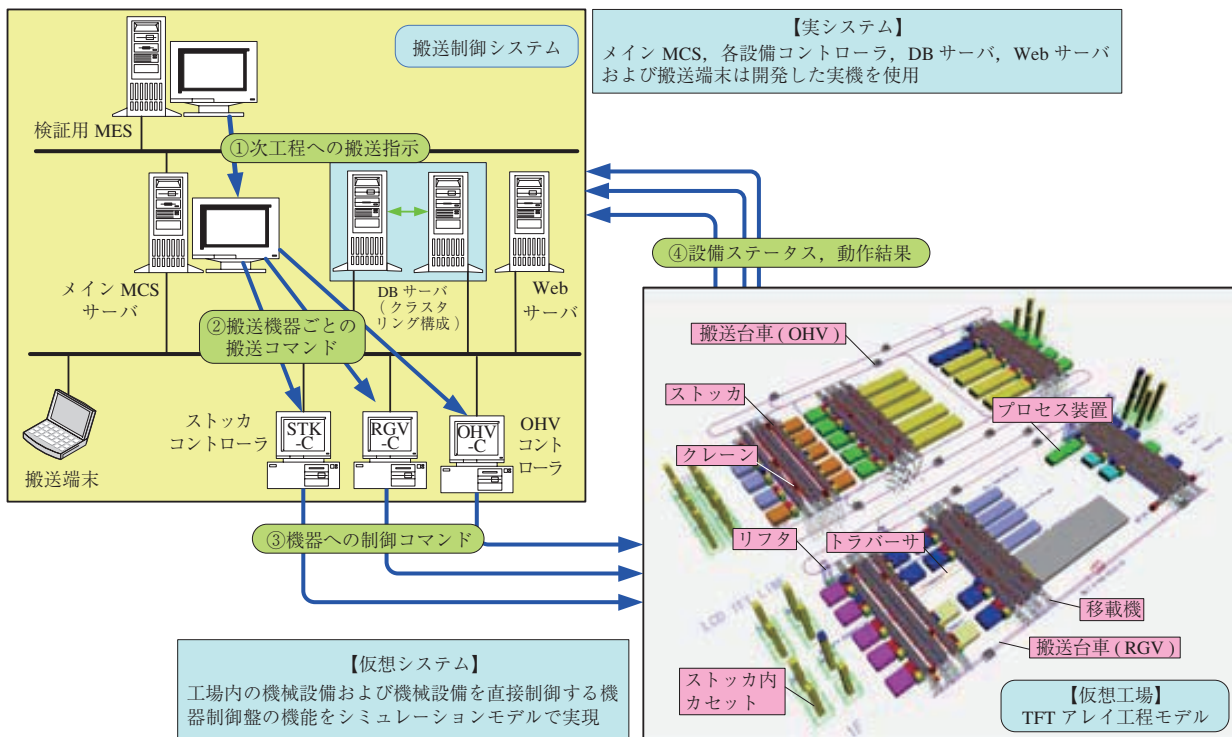 搬送制御システム
検証用 MES
①次工程への搬送指示
メイン MCS
サーバ
DB サーバ
( クラスタ
リング構成 )
Web
サーバ
②搬送機器ごとの
搬送コマンド
搬送端末
ストッカ
コントローラ
STK
-C
RGV
-C
OHV
-C
OHV
コント
ローラ
③機器への制御コマンド
【実システム】
メイン MCS，各設備コントローラ，DB サーバ，Web サーバ
および搬送端末は開発した実機を使用
④設備ステータス，動作結果
搬送台車 ( OHV )
ストッカ
プロセス装置
クレーン
リフタ
トラバーサ
LCD TFT LINE
移載機
搬送台車 ( RGV )
ストッカ内
カセット
1F
【仮想工場】
TFT アレイ工程モデル
【仮想システム】
工場内の機械設備および機械設備を直接制御する機
器制御盤の機能をシミュレーションモデルで実現